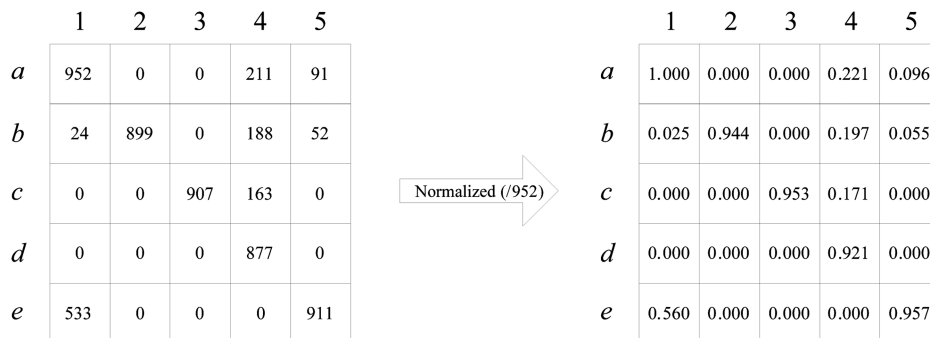 1 2 3 4 5 1 2 3 4 5
a 952 0 0 211 91 a 1.000 0.000 0.000 0.221 0.096
b 24 899 0 188 52 b 0.025 0.944 0.000 0.197 0.055
c 0 0 907 163 0 Normalized (/952) c 0.000 0.000 0.953 0.171 0.000
d 0 0 0 877 0 d 0.000 0.000 0.000 0.921 0.000
e 533 0 0 0 911 e 0.560 0.000 0.000 0.000 0.957